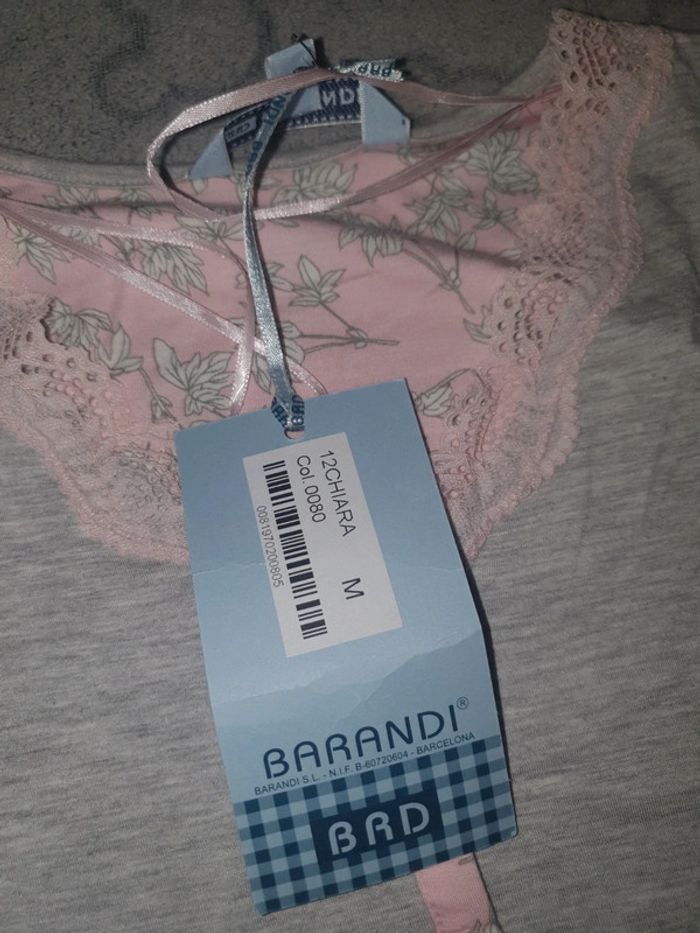 12CHIARA M
Col.0080
0081970200805
BARANDI®
BARANDI S.L. - N.I.F. B-60720604 - BARCELONA
BRD